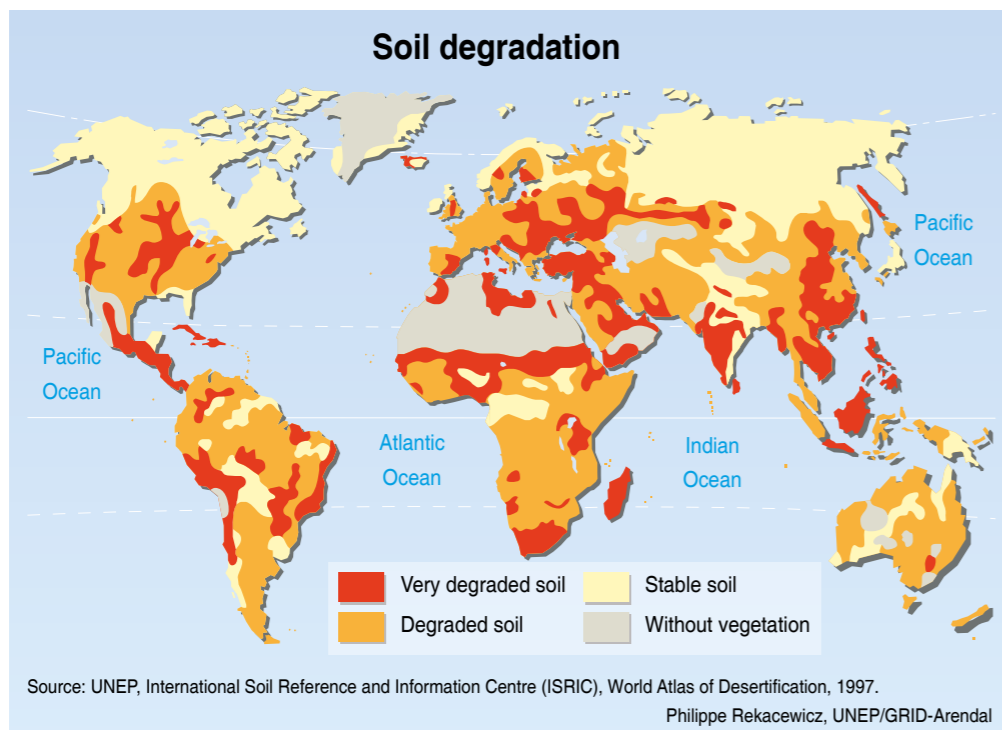 Soil degradation
Pacific
Ocean
Pacific
Ocean
Atlantic
Ocean
Indian
Ocean
Very degraded soil
Stable soil
Degraded soil
Without vegetation
Source: UNEP, International Soil Reference and Information Centre (ISRIC), World Atlas of Desertification, 1997.
Philippe Rekacewicz, UNEP/GRID-Arendal